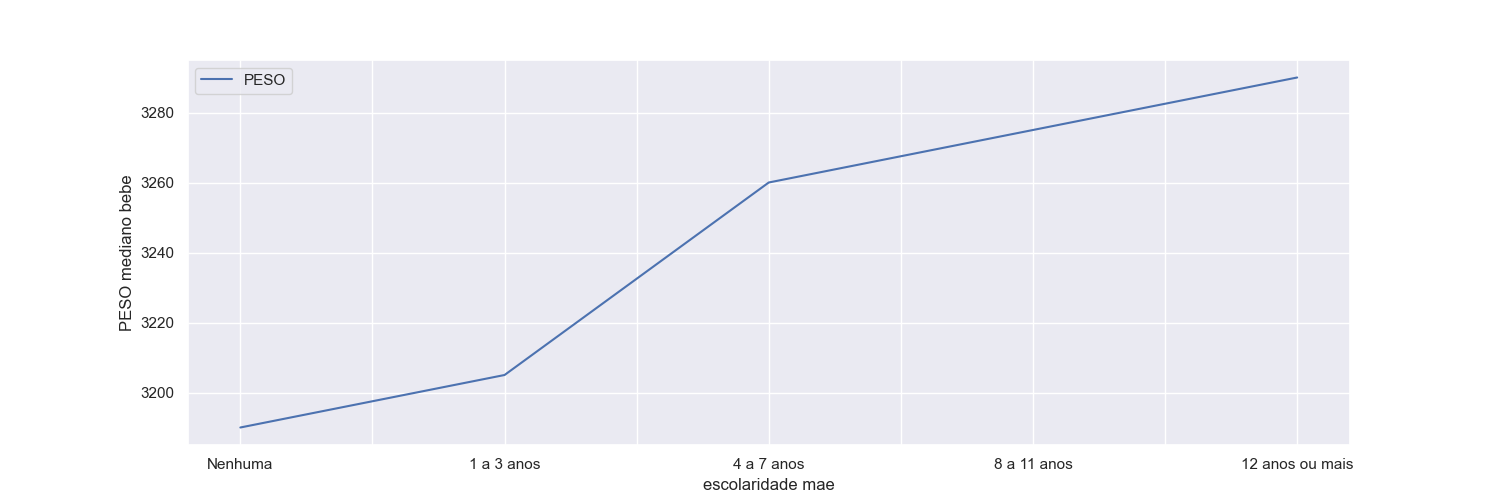 PESO
3280
3260
3240
3220
3200
PESO mediano bebe
Nenhuma
1 a 3 anos
4 a 7 anos
8 a 11 anos
12 anos ou mais
escolaridade mae